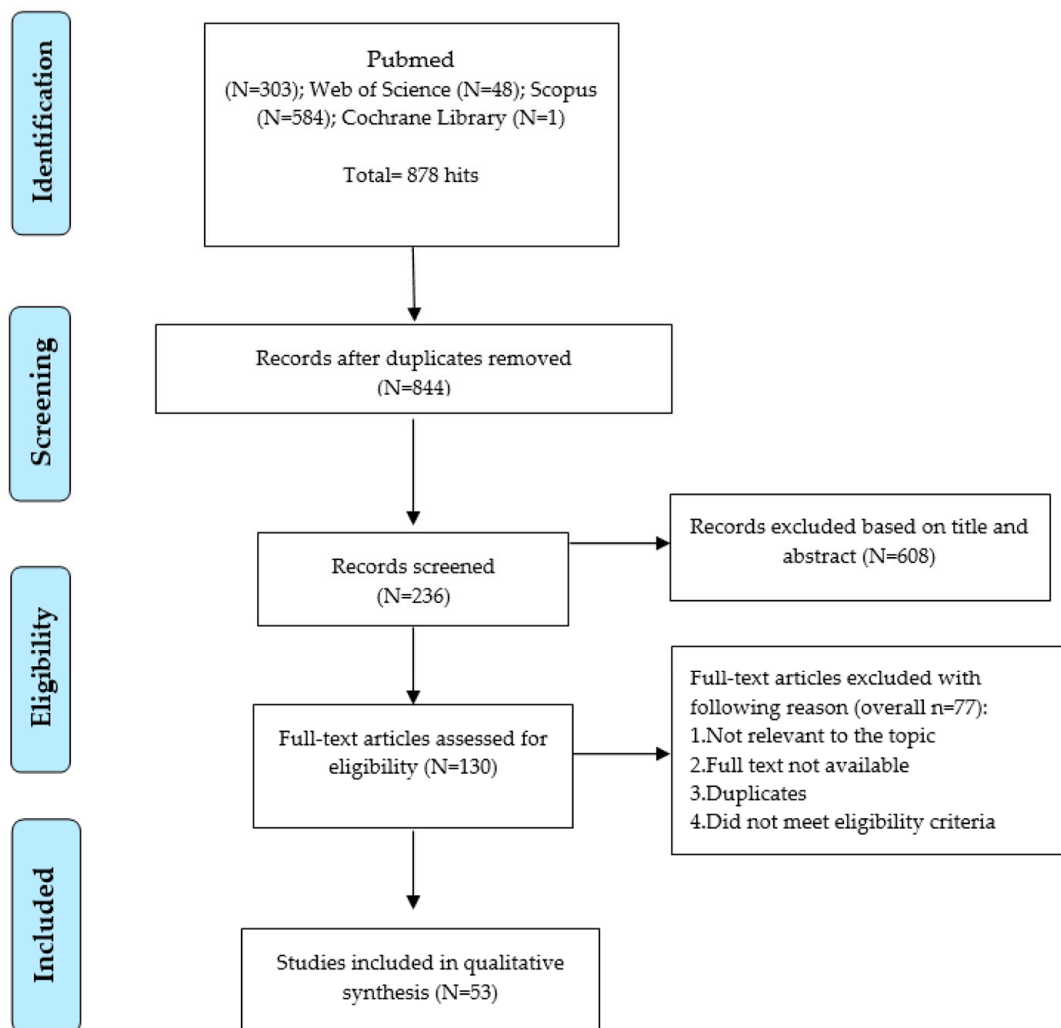 Identification
Pubmed
(N=303); Web of Science (N=48); Scopus
(N=584); Cochrane Library (N=1)
Total= 878 hits
Screening
Records after duplicates removed
(N=844)
Records screened
(N=236)
Records excluded based on title and
abstract (N=608)
Eligibility
Full-text articles assessed for
eligibility (N=130)
Full-text articles excluded with
following reason (overall n=77):
1.Not relevant to the topic
2.Full text not available
3.Duplicates
4.Did not meet eligibility criteria
Included
Studies included in qualitative
synthesis (N=53)